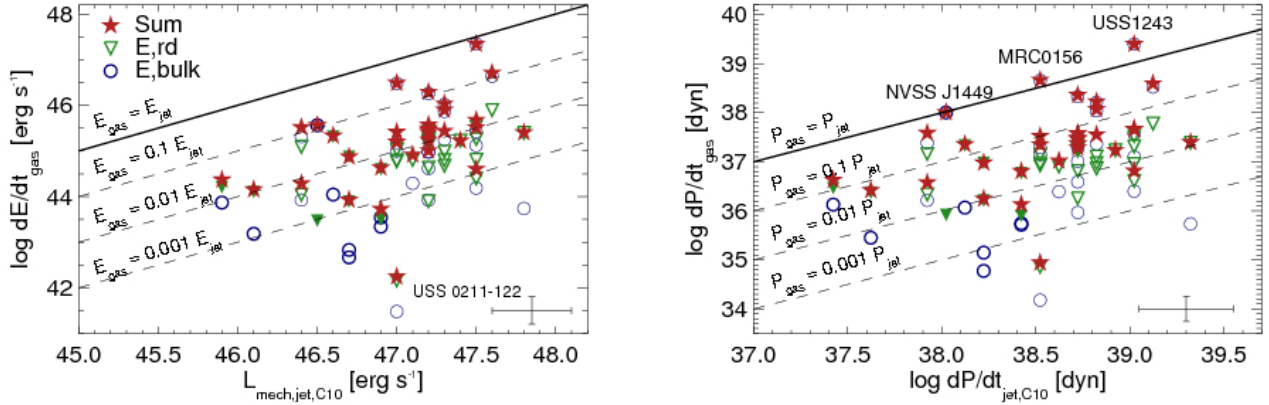 48
46
44
42
log dE/dt_gas [erg s⁻¹]
Sum
E,rd
E,bulk
E_gas = E_jet
E_gas = 0.1 E_jet
E_gas = 0.01 E_jet
E_gas = 0.001 E_jet
USS 0211-122
45.0 45.5 46.0 46.5 47.0 47.5 48.0
L_mech,jet,C10 [erg s⁻¹]
40
39
38
37
36
35
34
log dP/dt_gas [dyn]
USS1243
MRC0156
NVSS J1449
P_gas = P_jet
P_gas = 0.1 P_jet
P_gas = 0.01 P_jet
P_gas = 0.001 P_jet
37.0 37.5 38.0 38.5 39.0 39.5
log dP/dt_jet,C10 [dyn]